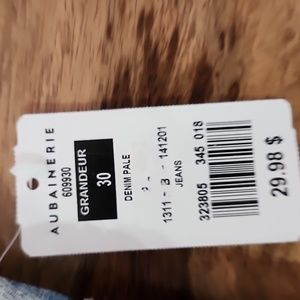 AUBAINERIE
609930
GRANDEUR
30
DENIM PALE
1311 - 3 - 141201
JEANS
323805 345 018
29.98 $